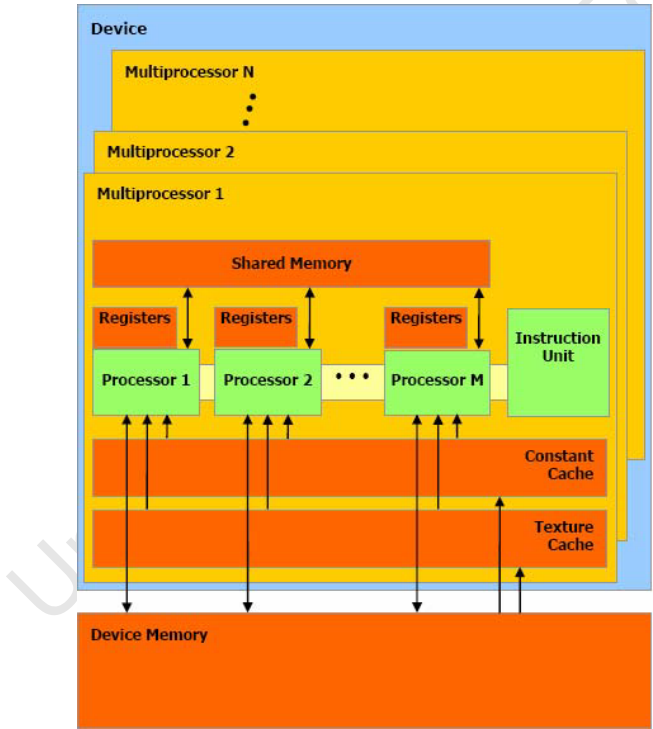 Device
Multiprocessor N
Multiprocessor 2
Multiprocessor 1
Shared Memory
Registers
Registers
Registers
Instruction
Unit
Processor 1
Processor 2
• • •
Processor M
Constant
Cache
Texture
Cache
Device Memory